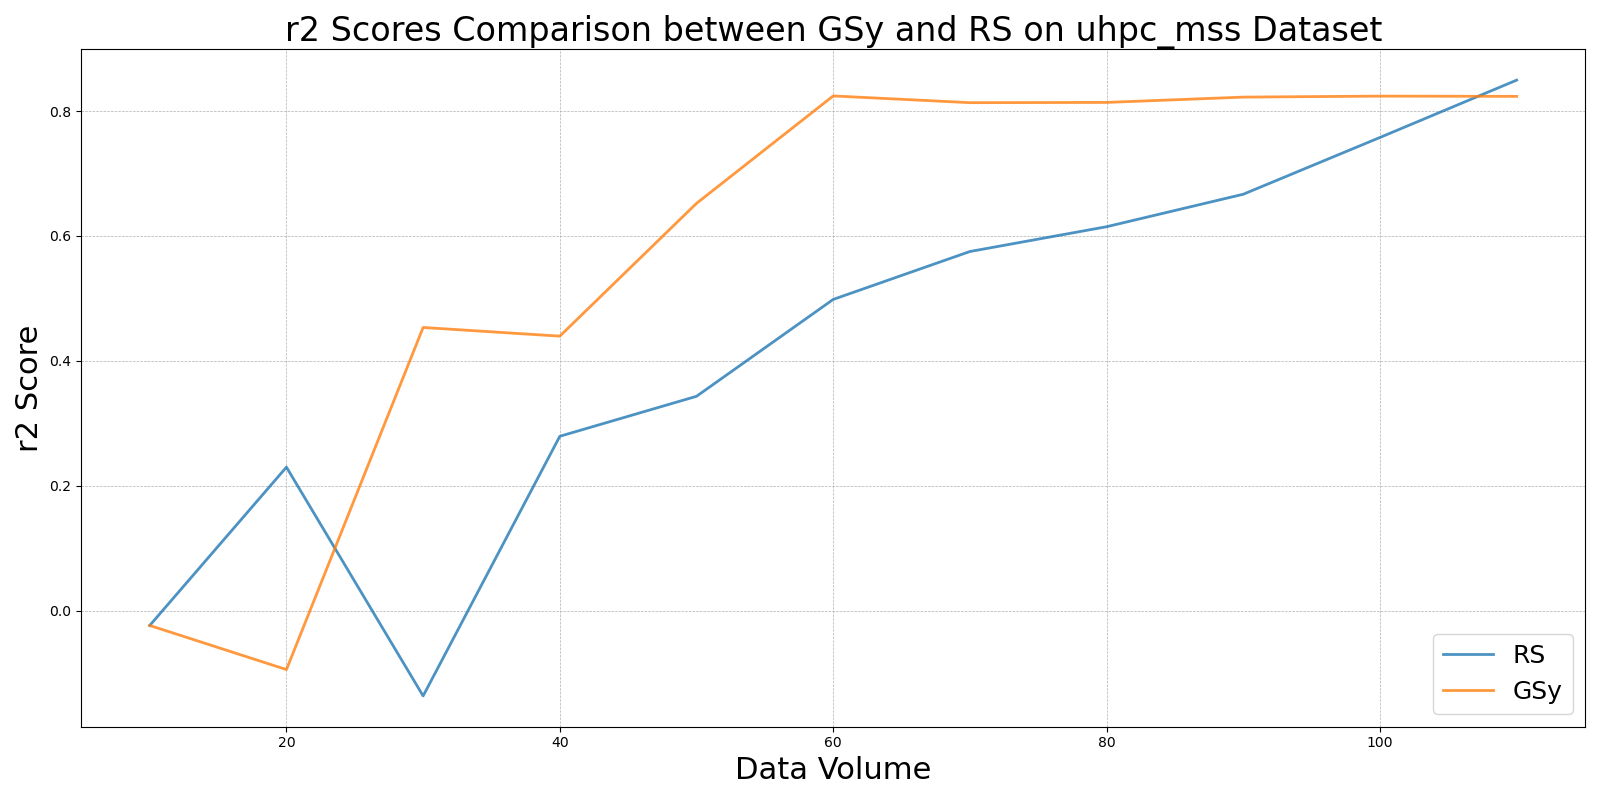 r2 Scores Comparison between GSy and RS on uhpc_mss Dataset
r2 Score
0.8
0.6
0.4
0.2
0.0
20
40
60
80
100
Data Volume
RS
GSy